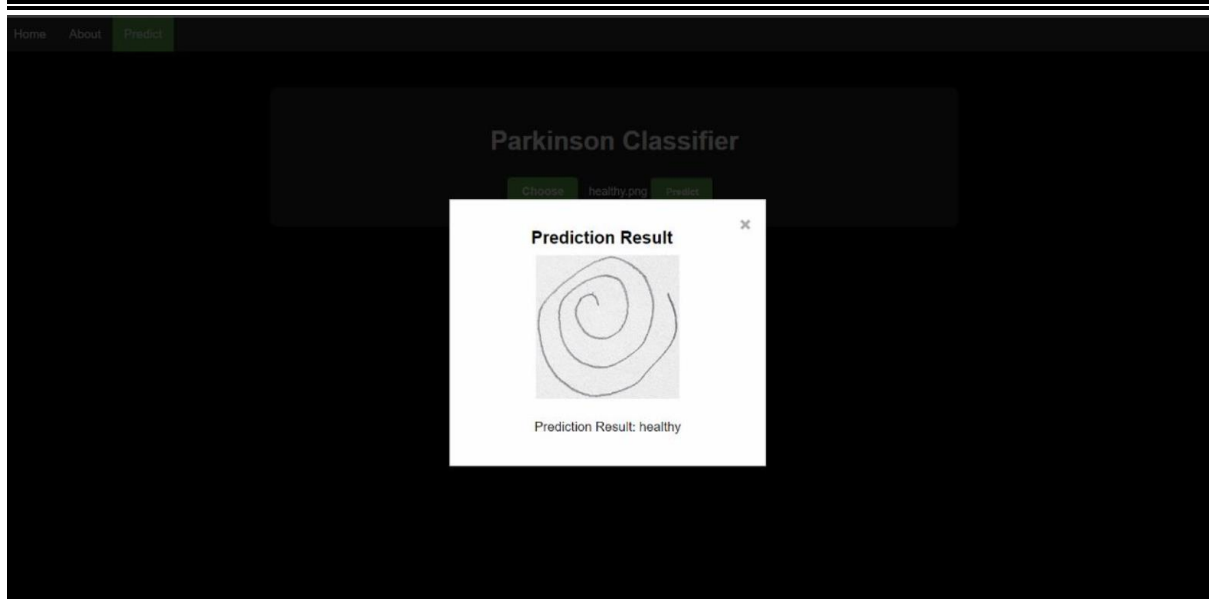 Home About Predict
Parkinson Classifier
Choose healthy.png Predict
Prediction Result
Prediction Result: healthy